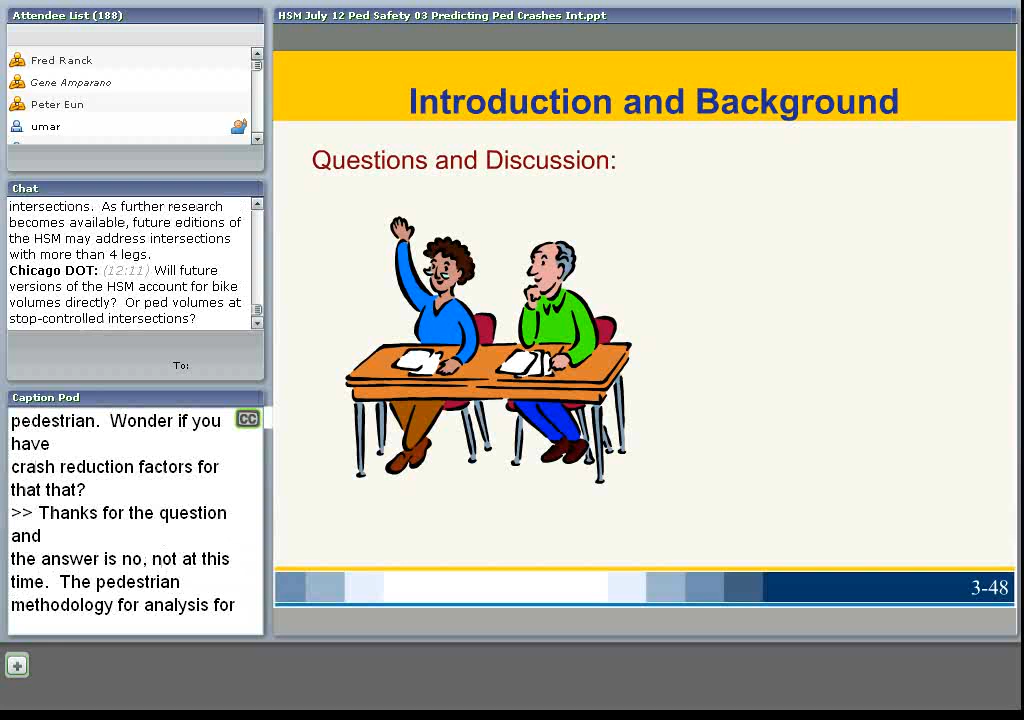 Attendee List (188)
Fred Ranck
Gene Amparano
Peter Eun
umar
Chat
intersections. As further research
becomes available, future editions of
the HSM may address intersections
with more than 4 legs.
Chicago DOT: (12:11) Will future
versions of the HSM account for bike
volumes directly? Or ped volumes at
stop-controlled intersections?
To:
Caption Pod
CC
pedestrian. Wonder if you
have
crash reduction factors for
that that?
>> Thanks for the question
and
the answer is no, not at this
time. The pedestrian
methodology for analysis for
HSM July 12 Ped Safety 03 Predicting Ped Crashes Int.ppt
Introduction and Background
Questions and Discussion:
3-48